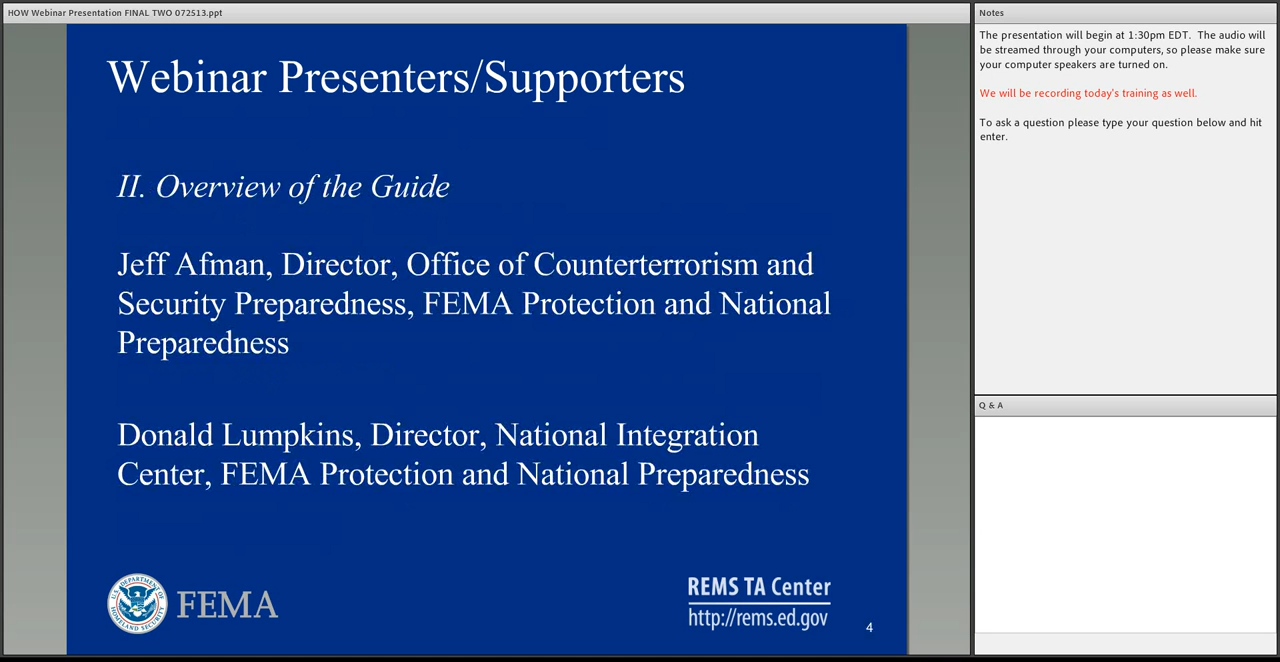 HOW Webinar Presentation FINAL TWO 072513.ppt
Webinar Presenters/Supporters
II. Overview of the Guide
Jeff Afman, Director, Office of Counterterrorism and
Security Preparedness, FEMA Protection and National
Preparedness
Donald Lumpkins, Director, National Integration
Center, FEMA Protection and National Preparedness
U.S. DEPARTMENT OF
HOMELAND SECURITY
FEMA
REMS TA Center
http://rems.ed.gov
4
Notes
The presentation will begin at 1:30pm EDT.  The audio will
be streamed through your computers, so please make sure
your computer speakers are turned on.
We will be recording today's training as well.
To ask a question please type your question below and hit
enter.
Q & A